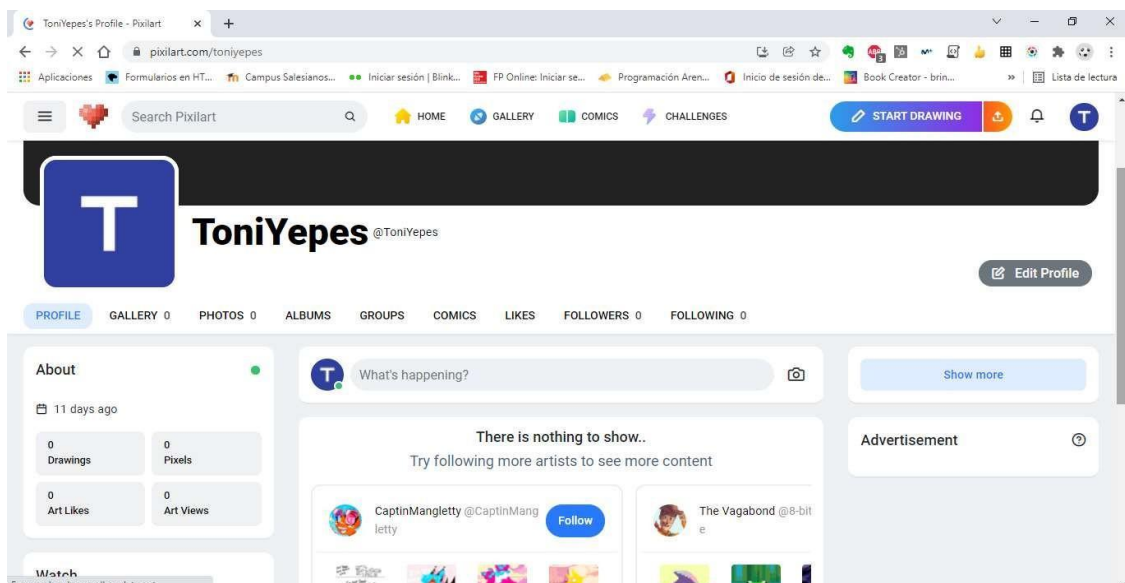 ToniYepes's Profile - Pixilart
pixilart.com/toniyepes
Aplicaciones Formularios en HT... Campus Salesianos... Iniciar sesión | Blink... FP Online: Iniciar se... Programación Aren... Inicio de sesión de... Book Creator - brin... » Lista de lectura
Search Pixilart HOME GALLERY COMICS CHALLENGES START DRAWING T
T
ToniYepes @ToniYepes
Edit Profile
PROFILE GALLERY 0 PHOTOS 0 ALBUMS GROUPS COMICS LIKES FOLLOWERS 0 FOLLOWING 0
About
11 days ago
0 0
Drawings Pixels
0 0
Art Likes Art Views
Watch
T What's happening?
There is nothing to show..
Try following more artists to see more content
CaptinMangletty @CaptinMang
letty
Follow
The Vagabond @8-bit
e
Show more
Advertisement